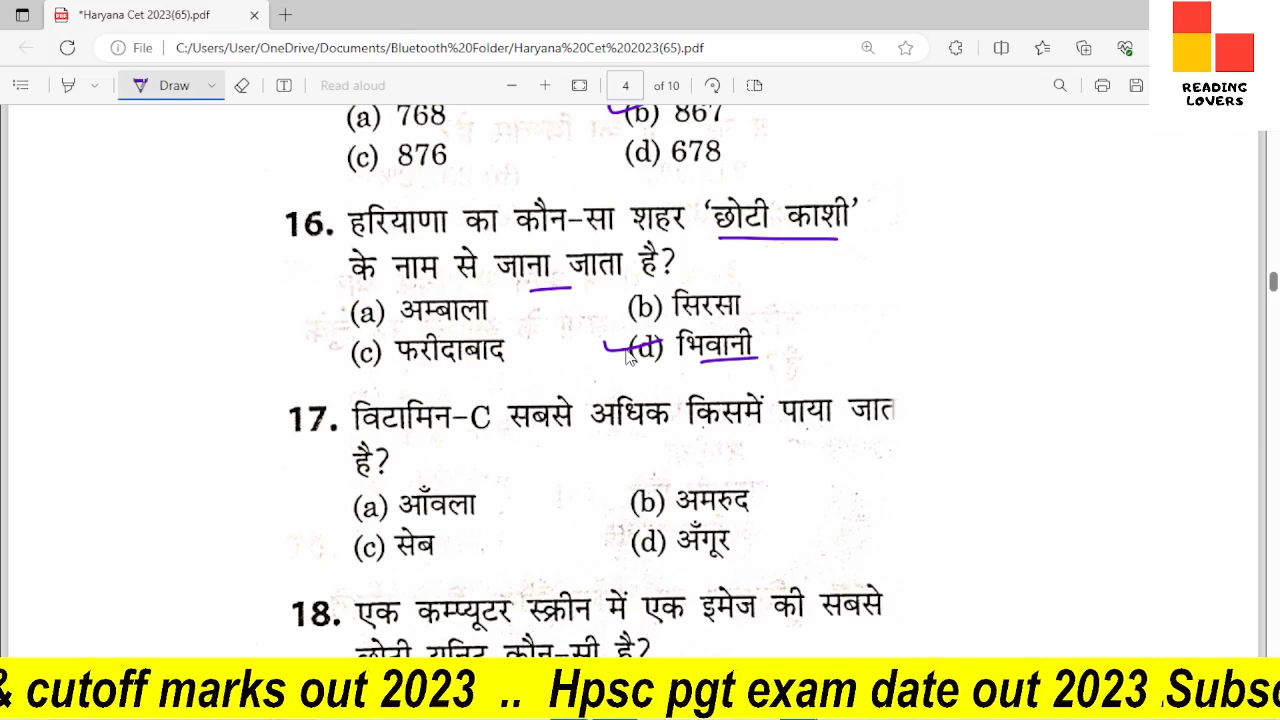 *Haryana Cet 2023(65).pdf
File C:/Users/User/OneDrive/Documents/Bluetooth%20Folder/Haryana%20Cet%202023(65).pdf
Draw Read aloud 4 of 10
READING
LOVERS
(a) 768 (b) 867
(c) 876 (d) 678
16. हरियाणा का कौन-सा शहर ‘छोटी काशी’
के नाम से जाना जाता है?
(a) अम्बाला (b) सिरसा
(c) फरीदाबाद (d) भिवानी
17. विटामिन-C सबसे अधिक किसमें पाया जात
है?
(a) आँवला (b) अमरुद
(c) सेब (d) अँगूर
18. एक कम्प्यूटर स्क्रीन में एक इमेज की सबसे
छोटी यूनिट कौन-सी है?
& cutoff marks out 2023 .. Hpsc pgt exam date out 2023 .Subsc